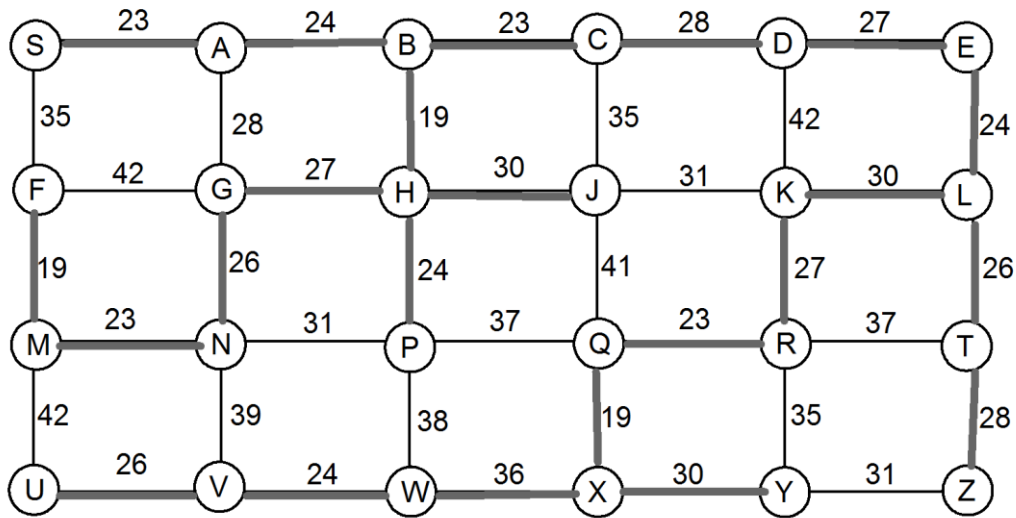 23 24 23 28 27
S A B C D E
35 28 19 35 42 24
42 27 30 31 30
F G H J K L
19 26 24 41 27 26
23 31 37 23 37
M N P Q R T
42 39 38 19 35 28
26 24 36 30 31
U V W X Y Z